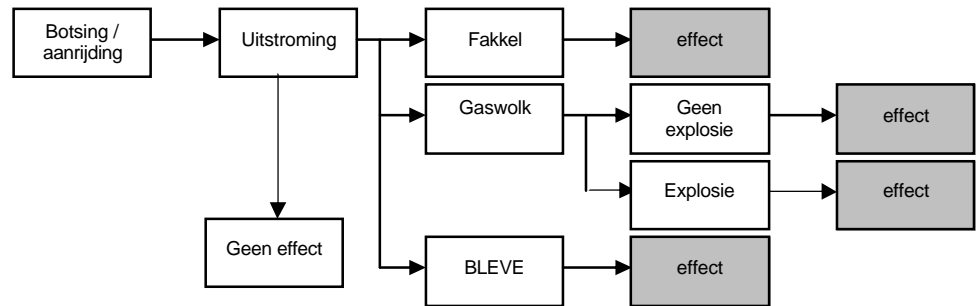 Botsing /
aanrijding
Uitstroming
Fakkel
effect
Gaswolk
Geen
explosie
effect
Explosie
effect
Geen effect
BLEVE
effect